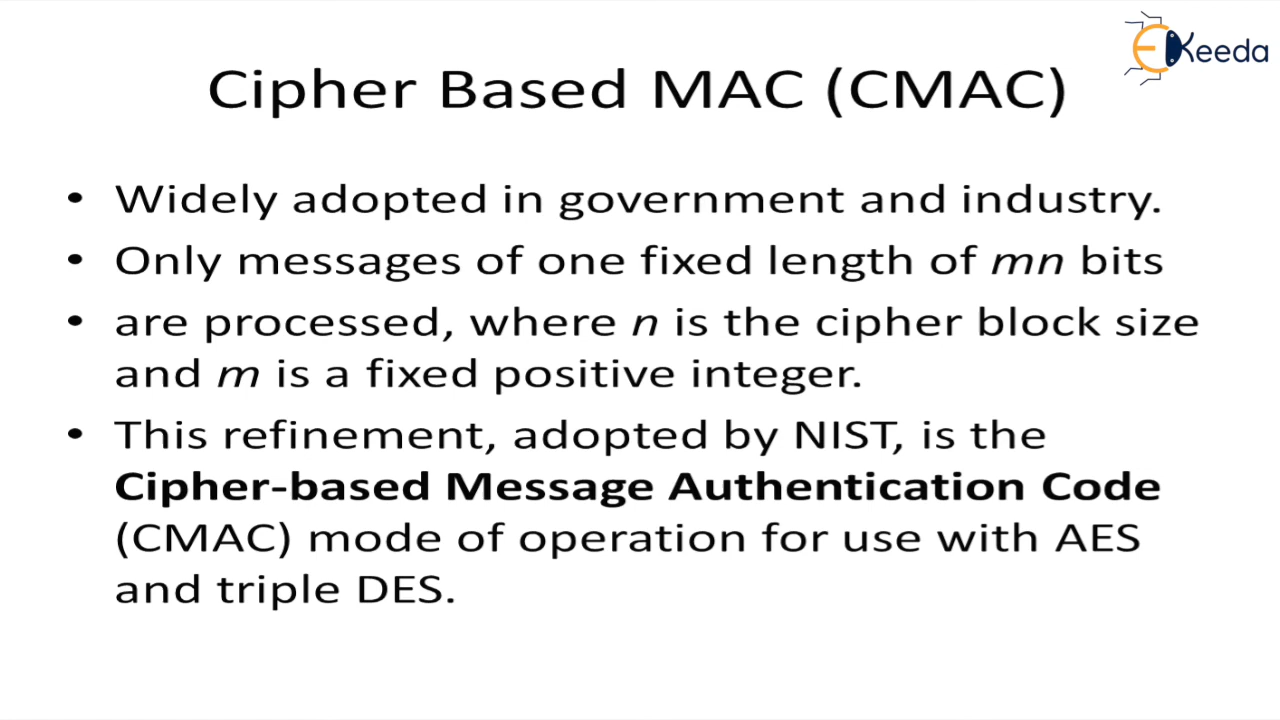 EKeeda
Cipher Based MAC (CMAC)
• Widely adopted in government and industry.
• Only messages of one fixed length of mn bits
• are processed, where n is the cipher block size
and m is a fixed positive integer.
• This refinement, adopted by NIST, is the
Cipher-based Message Authentication Code
(CMAC) mode of operation for use with AES
and triple DES.